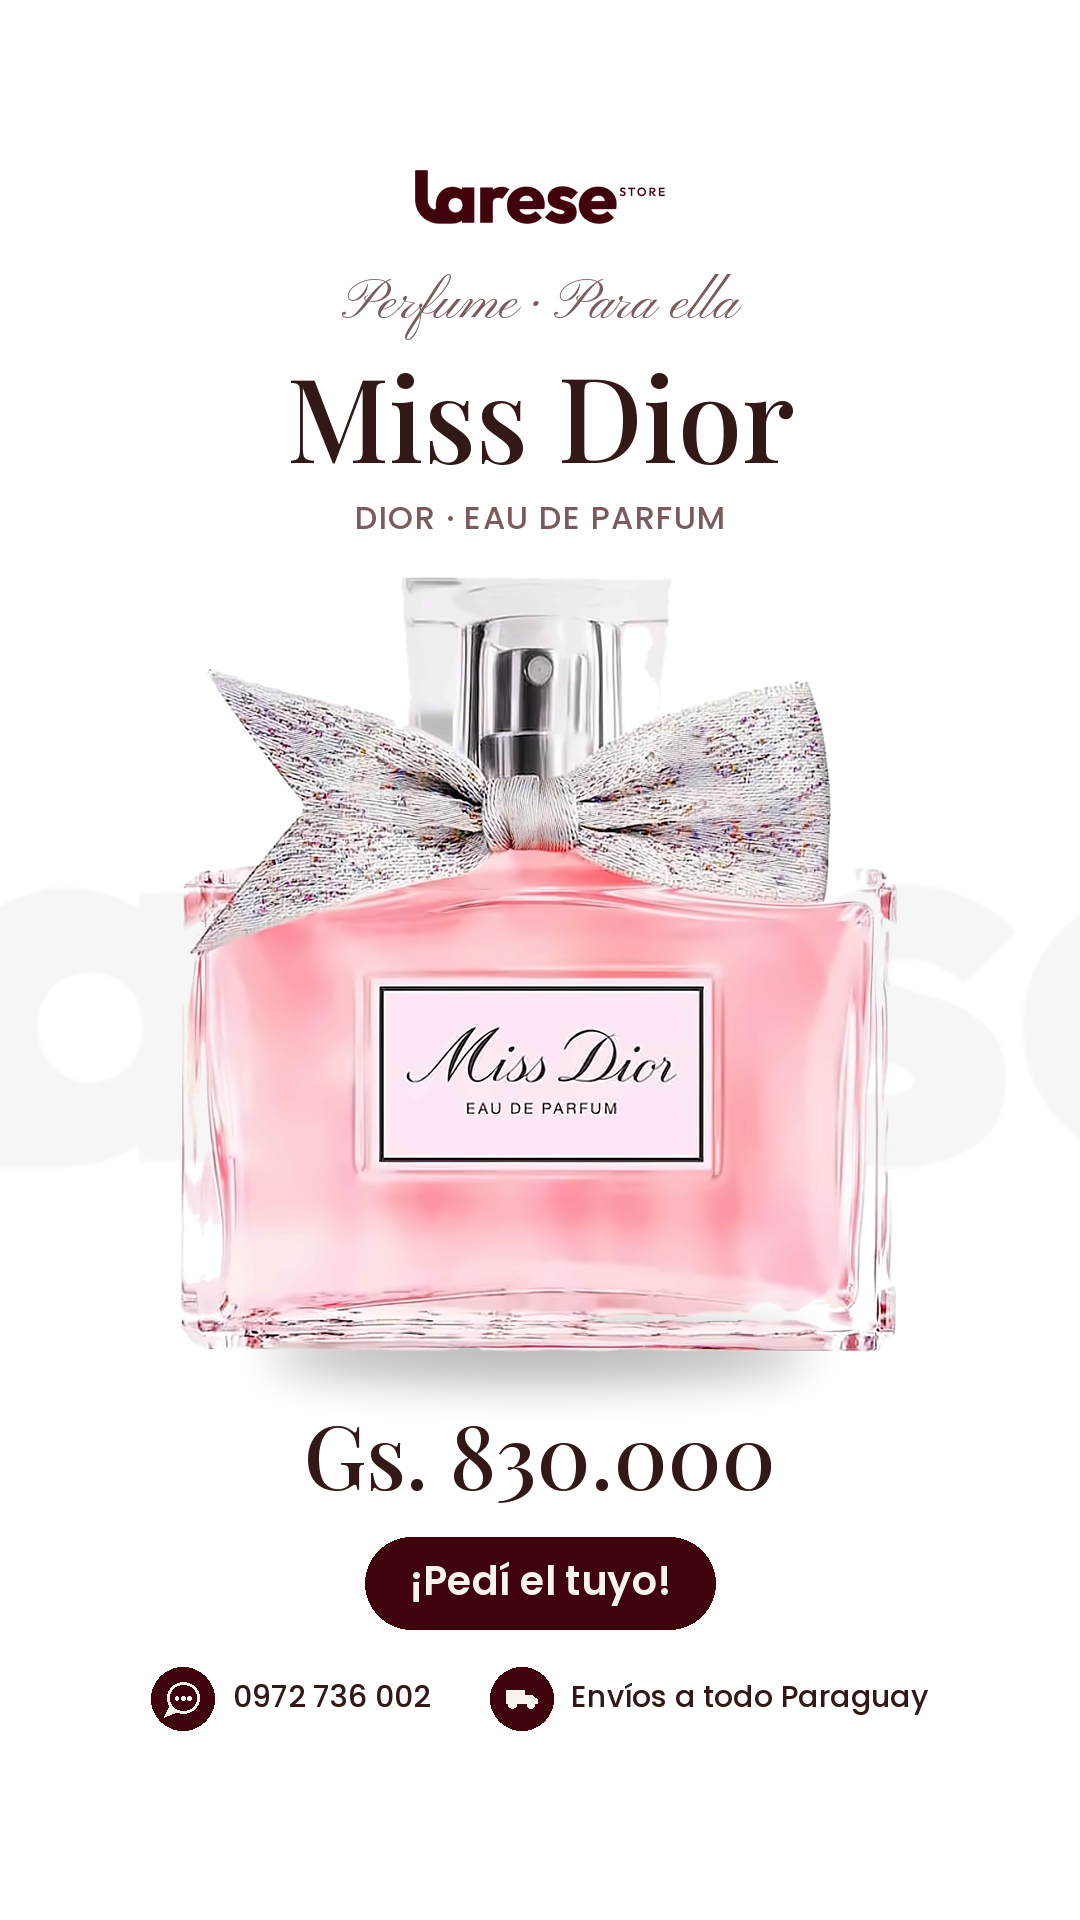 larese STORE
Perfume · Para ella
Miss Dior
DIOR · EAU DE PARFUM
Miss Dior
EAU DE PARFUM
Gs. 830.000
¡Pedí el tuyo!
0972 736 002
Envíos a todo Paraguay